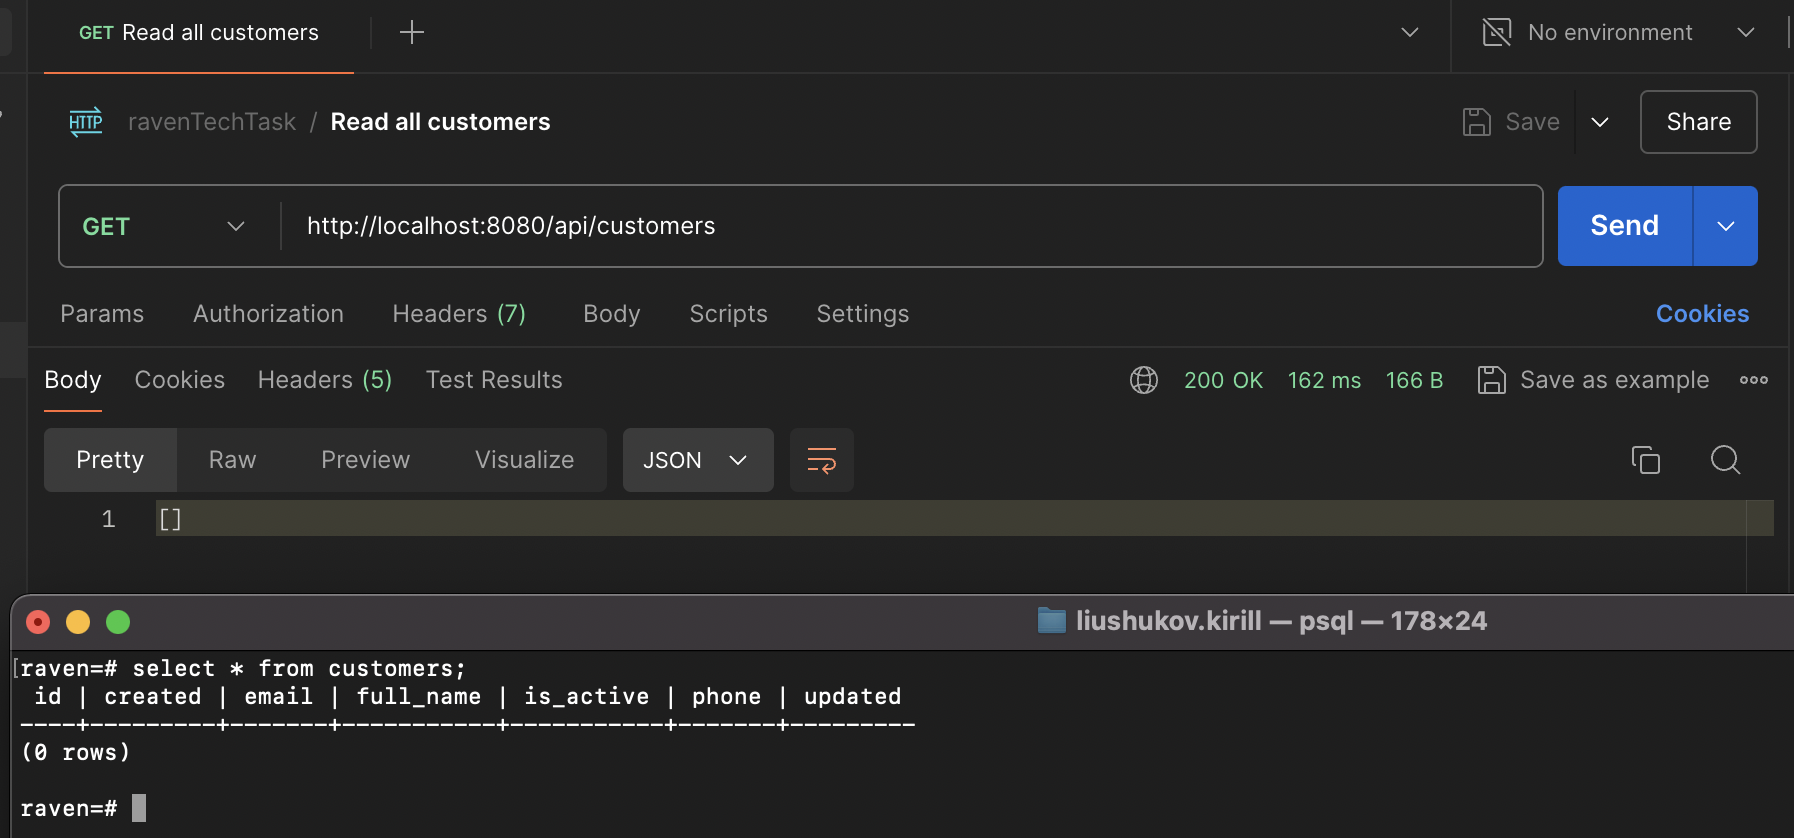 GET Read all customers
No environment
HTTP ravenTechTask / Read all customers
Save
Share
GET http://localhost:8080/api/customers
Send
Params Authorization Headers (7) Body Scripts Settings Cookies
Body Cookies Headers (5) Test Results 200 OK 162 ms 166 B Save as example
Pretty Raw Preview Visualize JSON
1 []
liushukov.kirill — psql — 178×24
[raven=# select * from customers;
 id | created | email | full_name | is_active | phone | updated
----+---------+-------+-----------+-----------+-------+---------
(0 rows)
raven=#